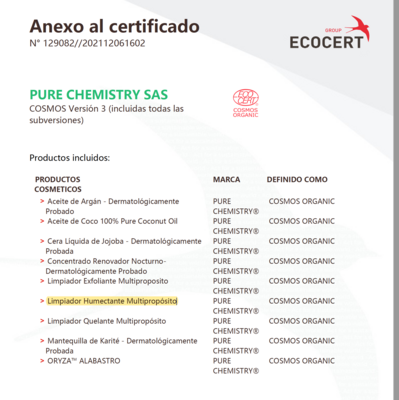 Anexo al certificado
N° 129082//202112061602
GROUP
ECOCERT
PURE CHEMISTRY SAS
COSMOS Versión 3 (incluidas todas las
subversiones)
ECO
CERT
COSMOS
ORGANIC
Productos incluidos:
PRODUCTOS MARCA DEFINIDO COMO
COSMETICOS
> Aceite de Argán - Dermatológicamente PURE COSMOS ORGANIC
Probado CHEMISTRY®
> Aceite de Coco 100% Pure Coconut Oil PURE COSMOS ORGANIC
CHEMISTRY®
> Cera Liquida de Jojoba - Dermatológicamente PURE COSMOS ORGANIC
Probada CHEMISTRY®
> Concentrado Renovador Nocturno- PURE COSMOS ORGANIC
Dermatológicamente Probado CHEMISTRY®
> Limpiador Exfoliante Multiproposito PURE COSMOS ORGANIC
CHEMISTRY®
> Limpiador Humectante Multipropósito PURE COSMOS ORGANIC
CHEMISTRY®
> Limpiador Quelante Multipropósito PURE COSMOS ORGANIC
CHEMISTRY®
> Mantequilla de Karité - Dermatológicamente PURE COSMOS ORGANIC
Probada CHEMISTRY®
> ORYZA™ ALABASTRO PURE COSMOS ORGANIC
CHEMISTRY®